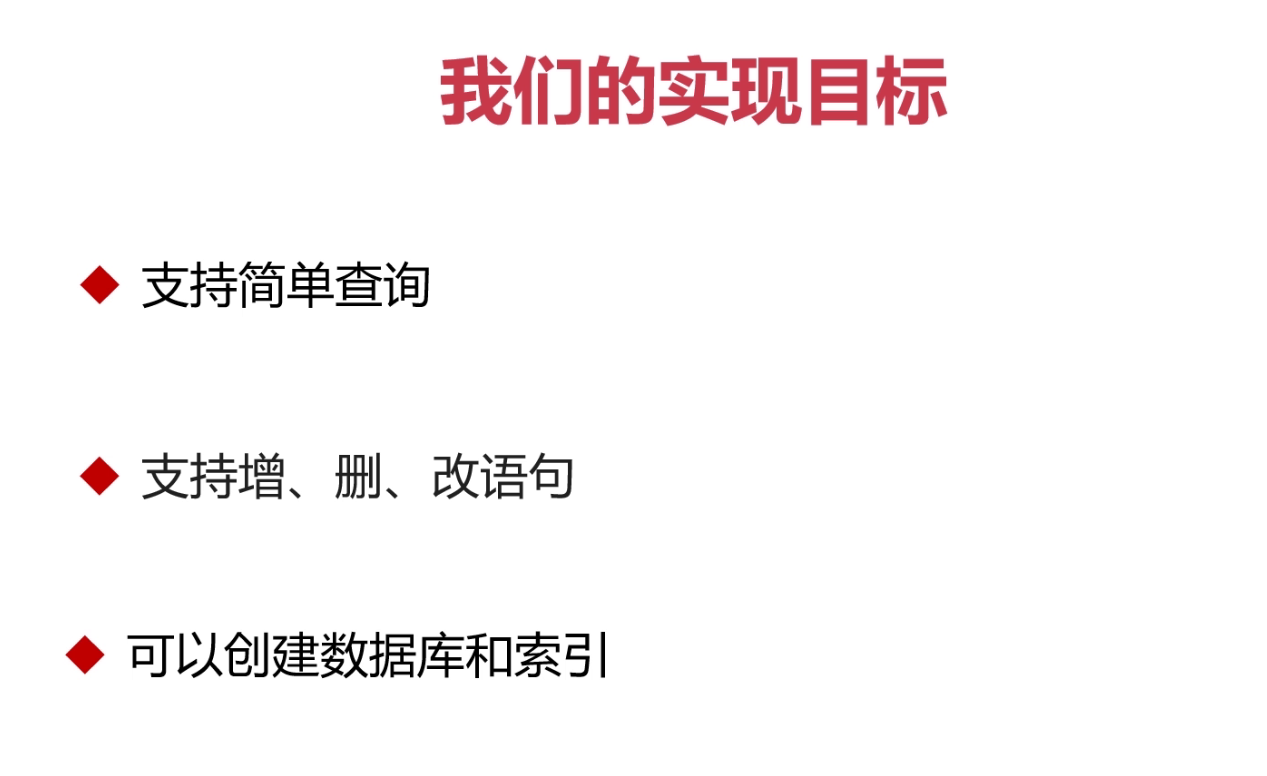 我们的实现目标
支持简单查询
支持增、删、改语句
可以创建数据库和索引